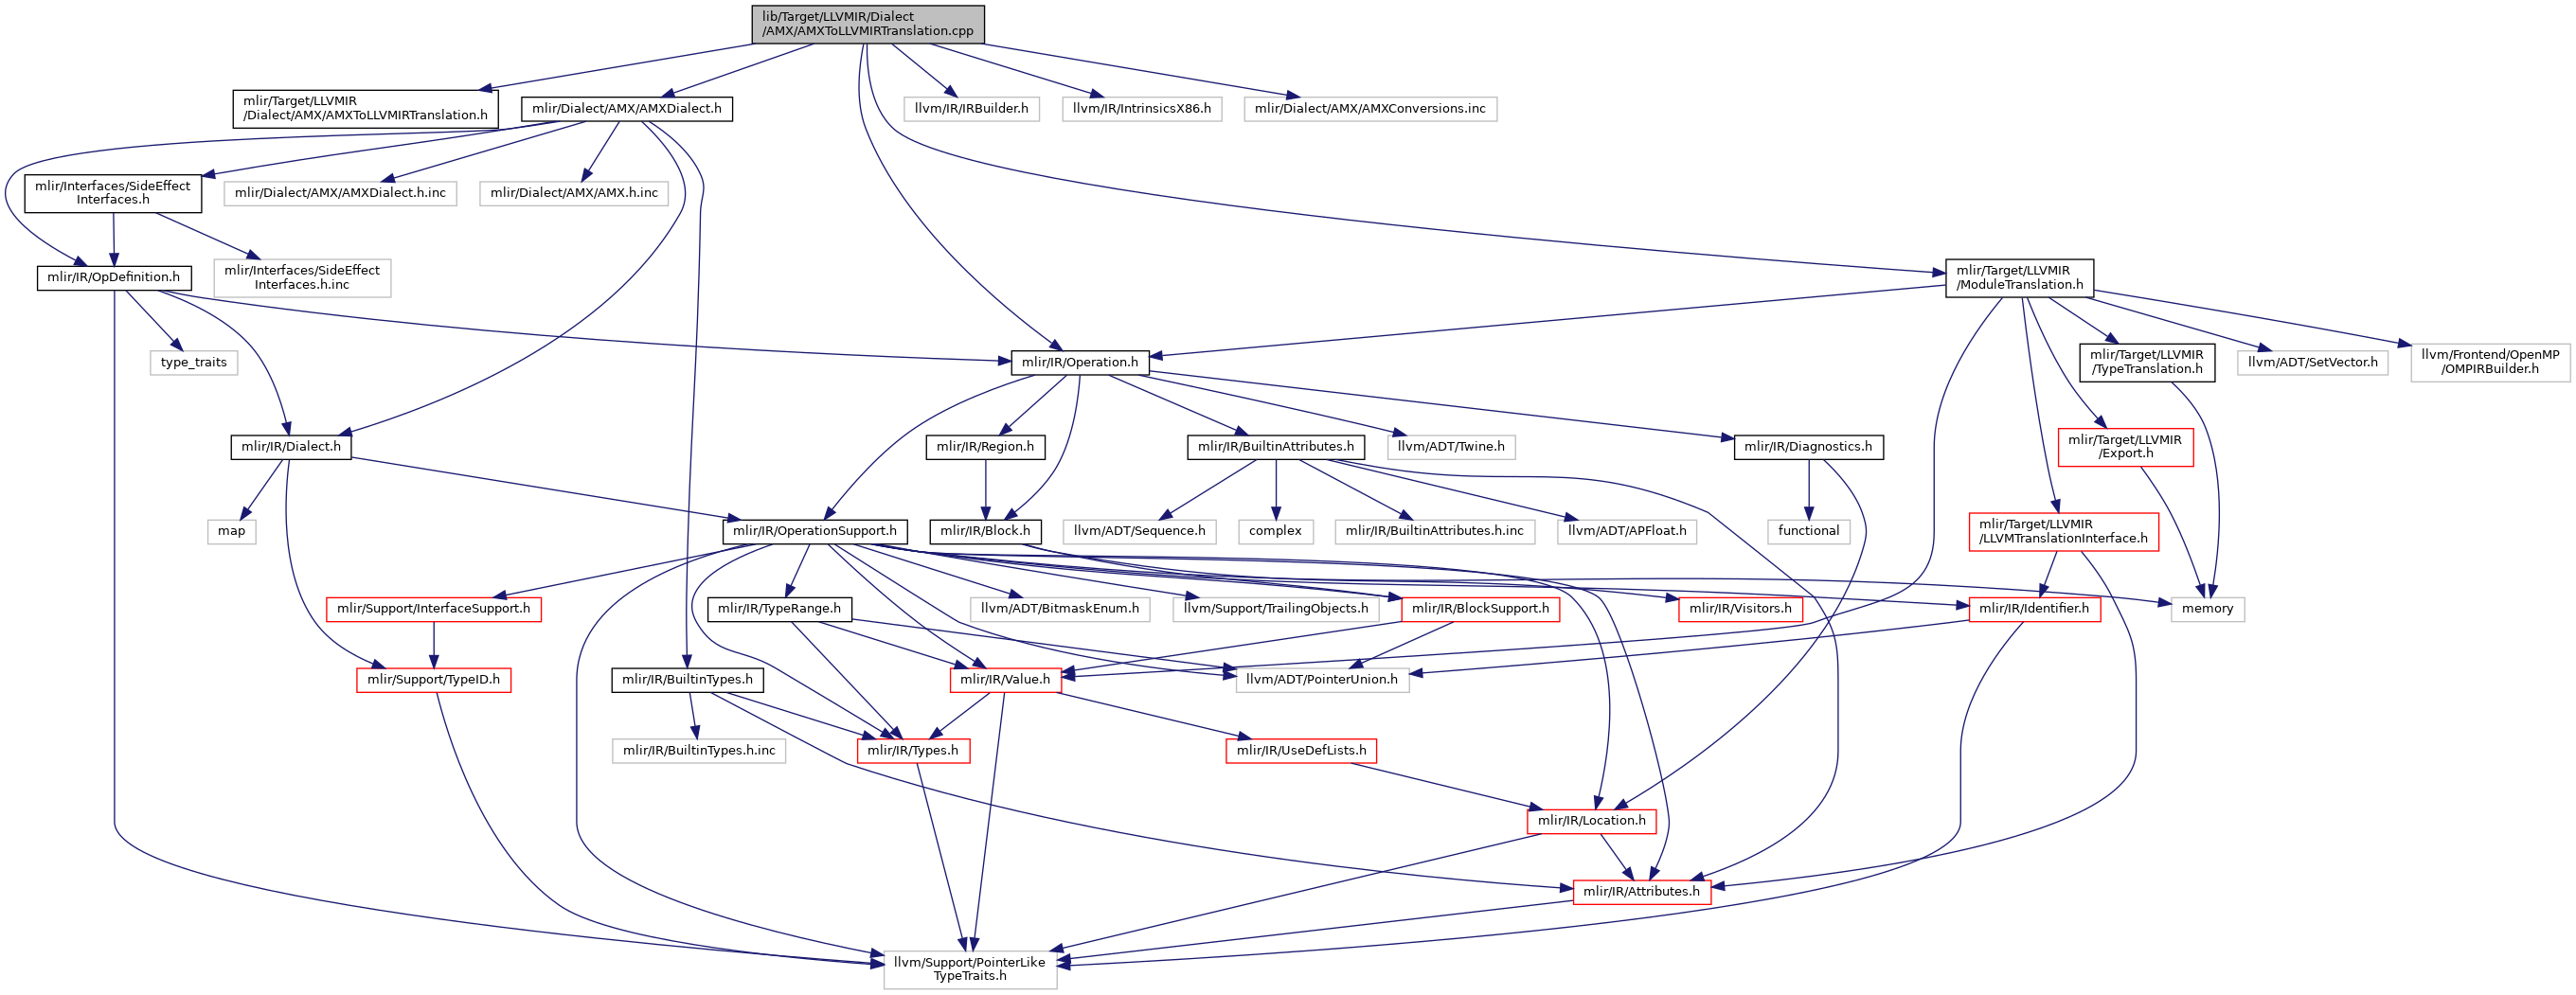 lib/Target/LLVMIR/Dialect
/AMX/AMXToLLVMIRTranslation.cpp
mlir/Target/LLVMIR
/Dialect/AMX/AMXToLLVMIRTranslation.h
mlir/Dialect/AMX/AMXDialect.h
llvm/IR/IRBuilder.h
llvm/IR/IntrinsicsX86.h
mlir/Dialect/AMX/AMXConversions.inc
mlir/Interfaces/SideEffect
Interfaces.h
mlir/Dialect/AMX/AMXDialect.h.inc
mlir/Dialect/AMX/AMX.h.inc
mlir/IR/OpDefinition.h
mlir/Interfaces/SideEffect
Interfaces.h.inc
mlir/Target/LLVMIR
/ModuleTranslation.h
type_traits
mlir/IR/Operation.h
mlir/Target/LLVMIR
/TypeTranslation.h
llvm/ADT/SetVector.h
llvm/Frontend/OpenMP
/OMPIRBuilder.h
mlir/IR/Dialect.h
mlir/IR/Region.h
mlir/IR/BuiltinAttributes.h
llvm/ADT/Twine.h
mlir/IR/Diagnostics.h
mlir/Target/LLVMIR
/Export.h
map
mlir/IR/OperationSupport.h
mlir/IR/Block.h
llvm/ADT/Sequence.h
complex
mlir/IR/BuiltinAttributes.h.inc
llvm/ADT/APFloat.h
functional
mlir/Target/LLVMIR
/LLVMTranslationInterface.h
mlir/Support/InterfaceSupport.h
mlir/IR/TypeRange.h
llvm/ADT/BitmaskEnum.h
llvm/Support/TrailingObjects.h
mlir/IR/BlockSupport.h
mlir/IR/Visitors.h
mlir/IR/Identifier.h
memory
mlir/Support/TypeID.h
mlir/IR/BuiltinTypes.h
mlir/IR/Value.h
llvm/ADT/PointerUnion.h
mlir/IR/BuiltinTypes.h.inc
mlir/IR/Types.h
mlir/IR/UseDefLists.h
mlir/IR/Location.h
mlir/IR/Attributes.h
llvm/Support/PointerLike
TypeTraits.h